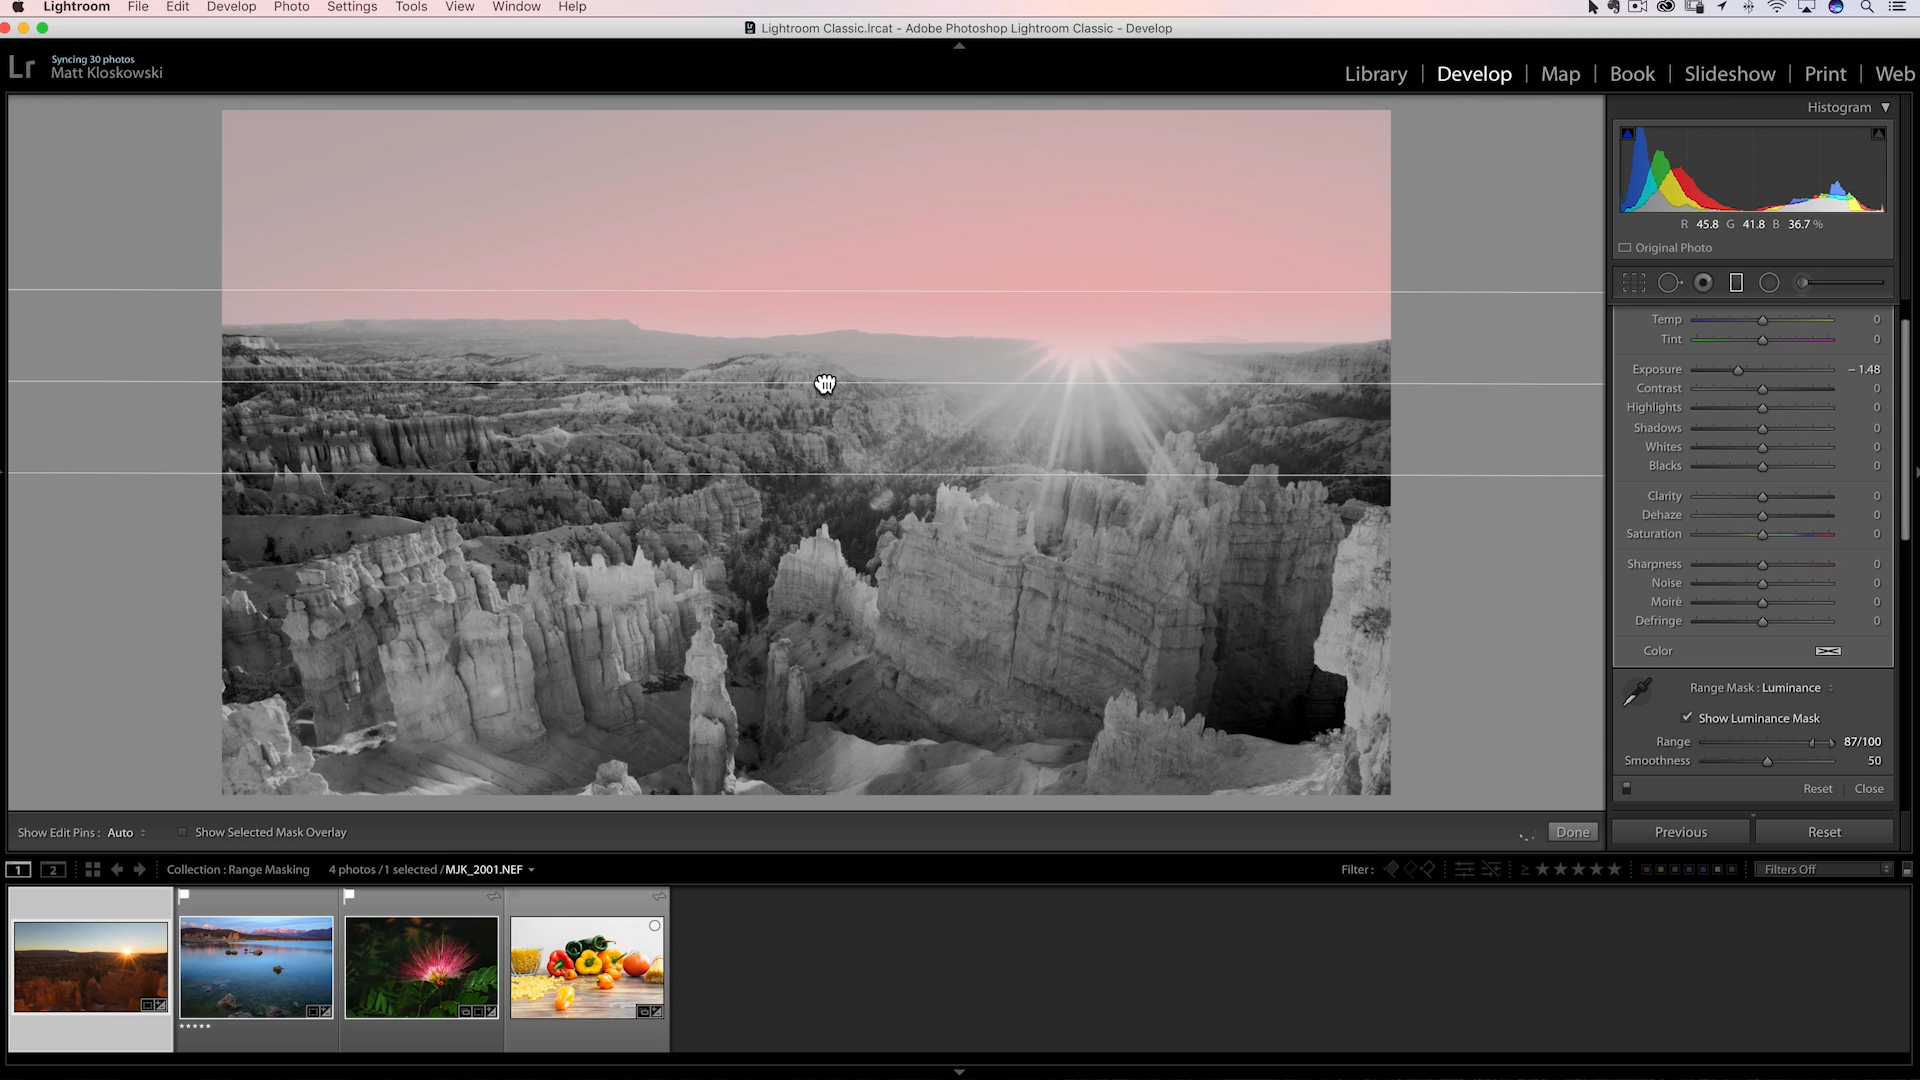 Lightroom File Edit Develop Photo Settings Tools View Window Help
Lightroom Classic.lrcat - Adobe Photoshop Lightroom Classic - Develop
Lr
Syncing 30 photos
Matt Kloskowski
Library | Develop | Map | Book | Slideshow | Print | Web
Histogram
R 45.8 G 41.8 B 36.7 %
Original Photo
Temp 0
Tint 0
Exposure – 1.48
Contrast 0
Highlights 0
Shadows 0
Whites 0
Blacks 0
Clarity 0
Dehaze 0
Saturation 0
Sharpness 0
Noise 0
Moiré 0
Defringe 0
Color
Range Mask : Luminance
Show Luminance Mask
Range 87/100
Smoothness 50
Reset Close
Show Edit Pins : Auto Show Selected Mask Overlay Done
Previous Reset
1 2 Collection : Range Masking 4 photos / 1 selected / MJK_2001.NEF Filter : ≥ ★★★★★ Filters Off
★★★★★